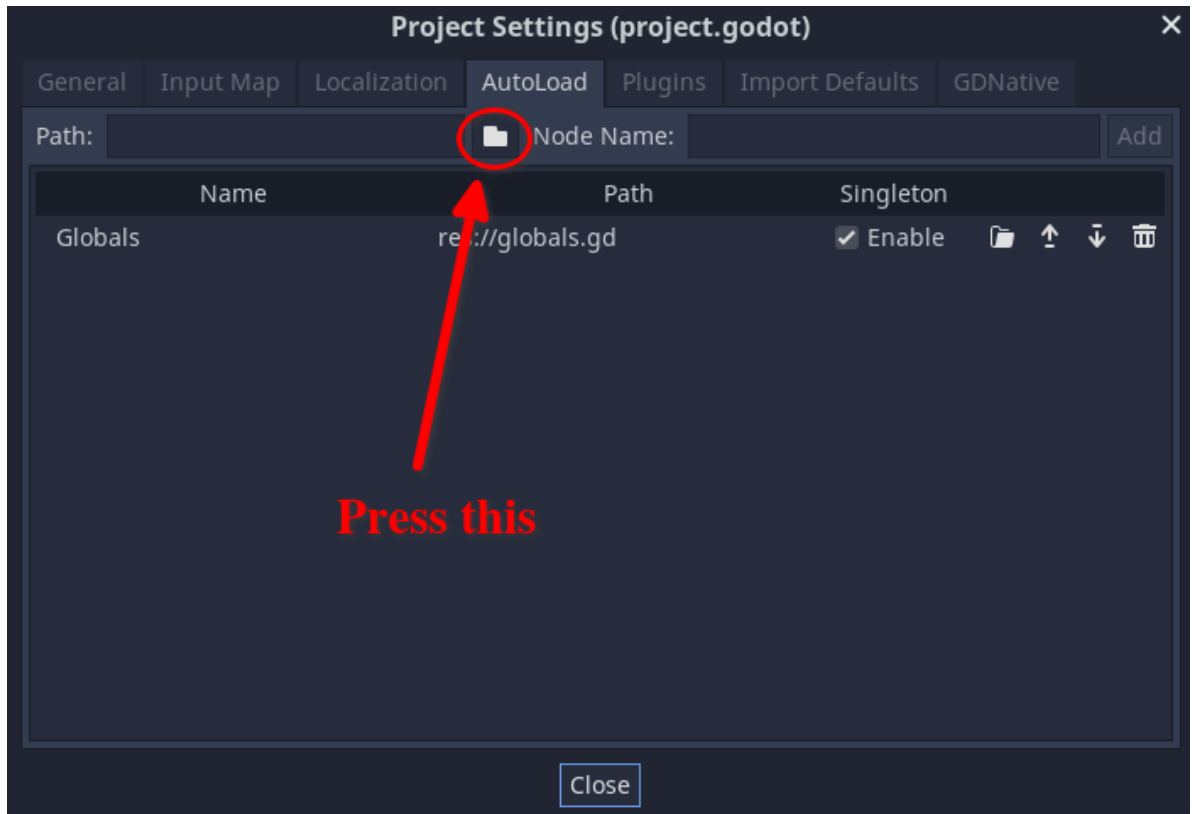 Project Settings (project.godot)
General Input Map Localization AutoLoad Plugins Import Defaults GDNative
Path: Node Name: Add
Name Path Singleton
Globals res://globals.gd Enable
Press this
Close